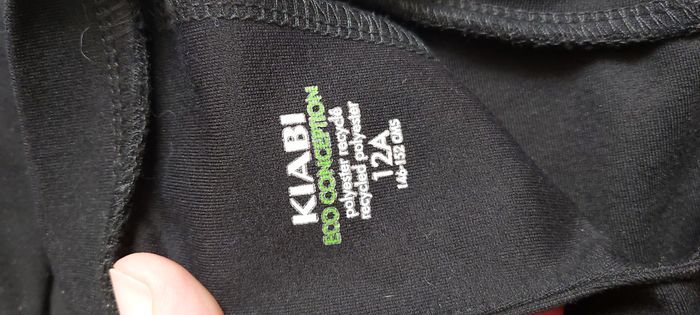 KIABI
ECO CONCEPTION
polyester recyclé
recycled polyester
12A
146-152 CMS